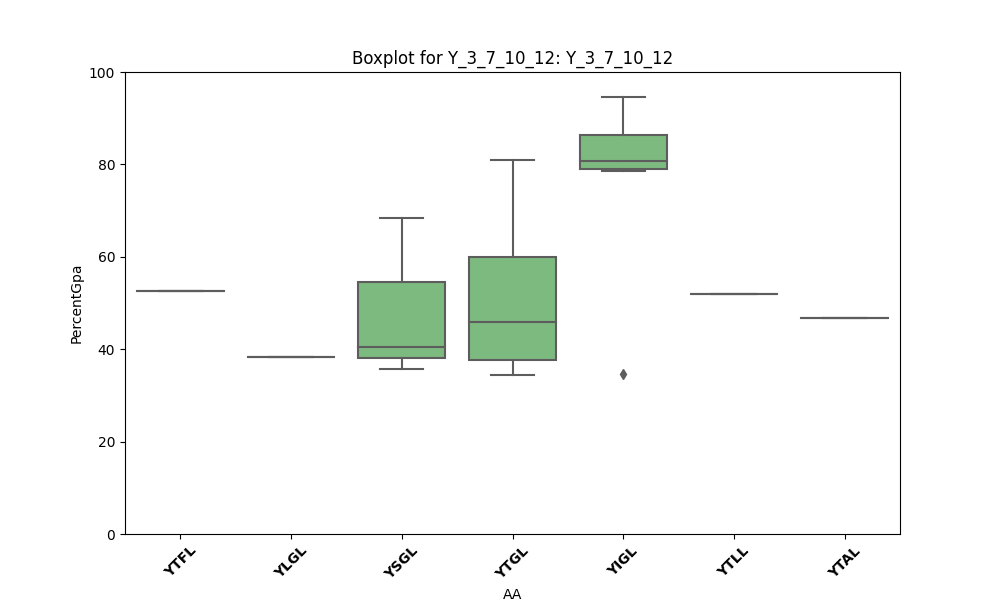 Boxplot for Y_3_7_10_12: Y_3_7_10_12
100
80
60
40
20
0
PercentGpa
YTFL
YLGL
YSGL
YTGL
YIGL
YTLL
YTAL
AA